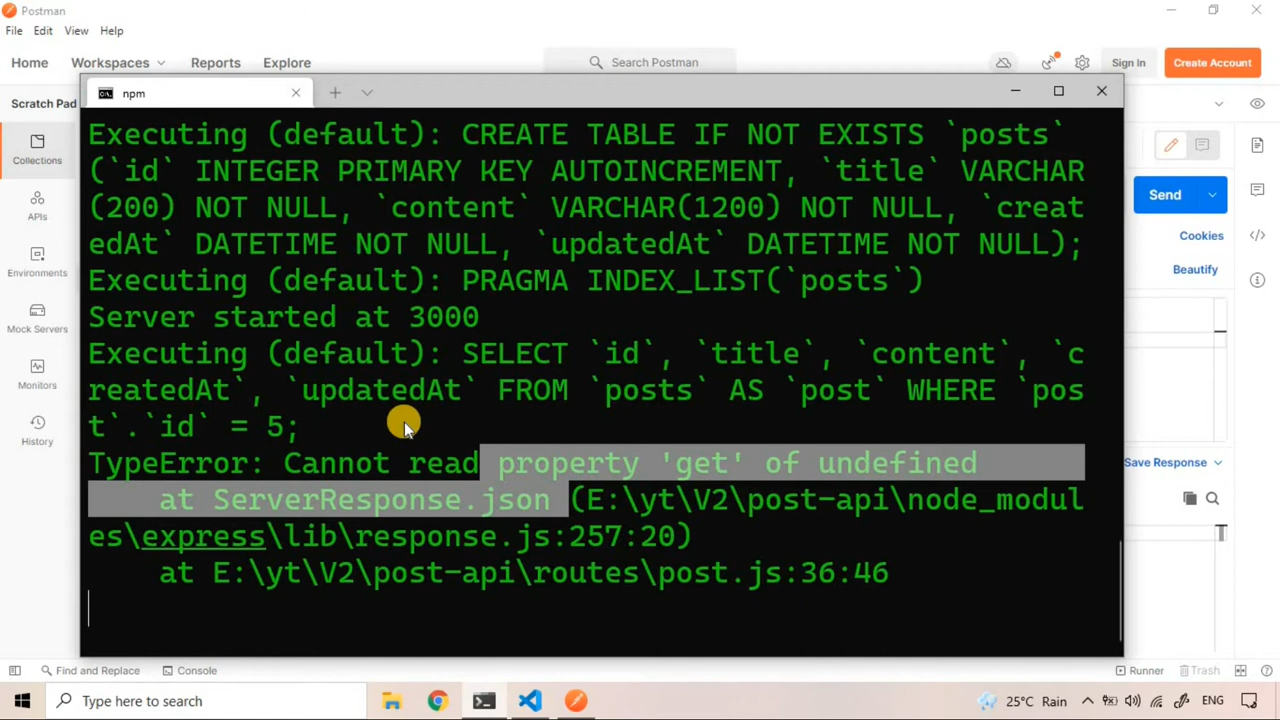 Postman
File Edit View Help
Home Workspaces Reports Explore Search Postman Sign In Create Account
Scratch Pad
npm
Collections
APIs
Environments
Mock Servers
Monitors
History
Executing (default): CREATE TABLE IF NOT EXISTS `posts`
(`id` INTEGER PRIMARY KEY AUTOINCREMENT, `title` VARCHAR
(200) NOT NULL, `content` VARCHAR(1200) NOT NULL, `creat
edAt` DATETIME NOT NULL, `updatedAt` DATETIME NOT NULL);
Executing (default): PRAGMA INDEX_LIST(`posts`)
Server started at 3000
Executing (default): SELECT `id`, `title`, `content`, `c
reatedAt`, `updatedAt` FROM `posts` AS `post` WHERE `pos
t`.`id` = 5;
TypeError: Cannot read property 'get' of undefined
at ServerResponse.json (E:\yt\V2\post-api\node_modul
es\express\lib\response.js:257:20)
at E:\yt\V2\post-api\routes\post.js:36:46
Send
Cookies
Beautify
Save Response
Find and Replace Console Runner Trash
Type here to search 25°C Rain ENG